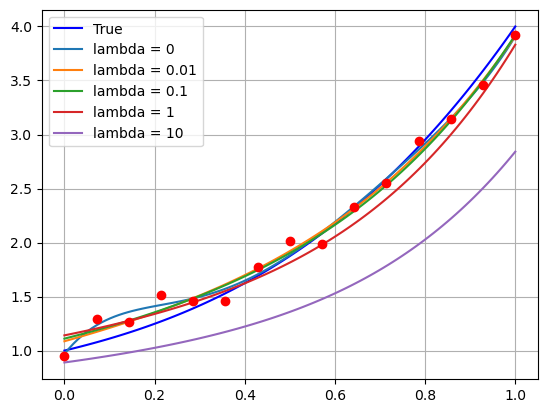 True
lambda = 0
lambda = 0.01
lambda = 0.1
lambda = 1
lambda = 10
4.0
3.5
3.0
2.5
2.0
1.5
1.0
0.0 0.2 0.4 0.6 0.8 1.0